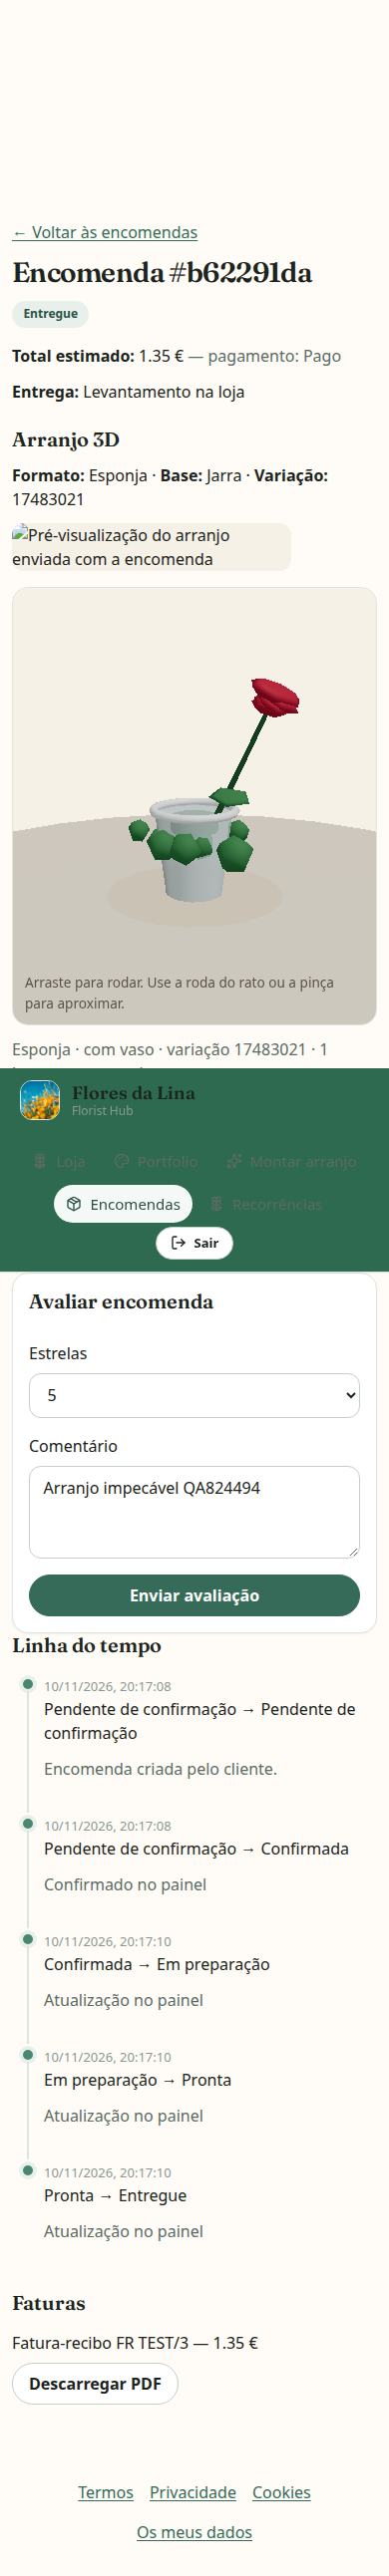 ← Voltar às encomendas
Encomenda #b62291da
Entregue
Total estimado: 1.35 € — pagamento: Pago
Entrega: Levantamento na loja
Arranjo 3D
Formato: Esponja · Base: Jarra · Variação:
17483021
Pré-visualização do arranjo
enviada com a encomenda
Arraste para rodar. Use a roda do rato ou a pinça
para aproximar.
Esponja · com vaso · variação 17483021 · 1
Flores da Lina
Florist Hub
Loja
Portfolio
Montar arranjo
Encomendas
Recorrências
Sair
Avaliar encomenda
Estrelas
5
Comentário
Arranjo impecável QA824494
Enviar avaliação
Linha do tempo
10/11/2026, 20:17:08
Pendente de confirmação → Pendente de
confirmação
Encomenda criada pelo cliente.
10/11/2026, 20:17:08
Pendente de confirmação → Confirmada
Confirmado no painel
10/11/2026, 20:17:10
Confirmada → Em preparação
Atualização no painel
10/11/2026, 20:17:10
Em preparação → Pronta
Atualização no painel
10/11/2026, 20:17:10
Pronta → Entregue
Atualização no painel
Faturas
Fatura-recibo FR TEST/3 — 1.35 €
Descarregar PDF
Termos
Privacidade
Cookies
Os meus dados